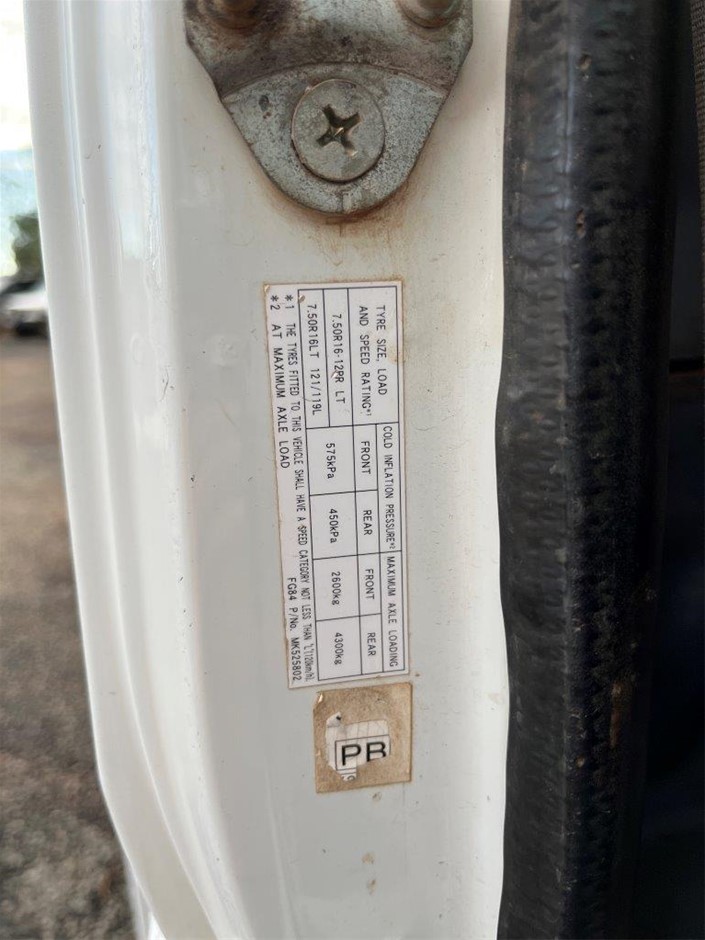 TYRE SIZE, LOAD
AND SPEED RATING*1
COLD INFLATION PRESSURE*2
MAXIMUM AXLE LOADING
FRONT
REAR
FRONT
REAR
7.50R16-12PR LT
7.50R16LT 121/119L
575kPa
450kPa
2600kg
4300kg
*1 THE TYRES FITTED TO THIS VEHICLE SHALL HAVE A SPEED CATEGORY NOT LESS THAN "L"(120km/h).
*2 AT MAXIMUM AXLE LOAD
FG84 P/No. MK525802